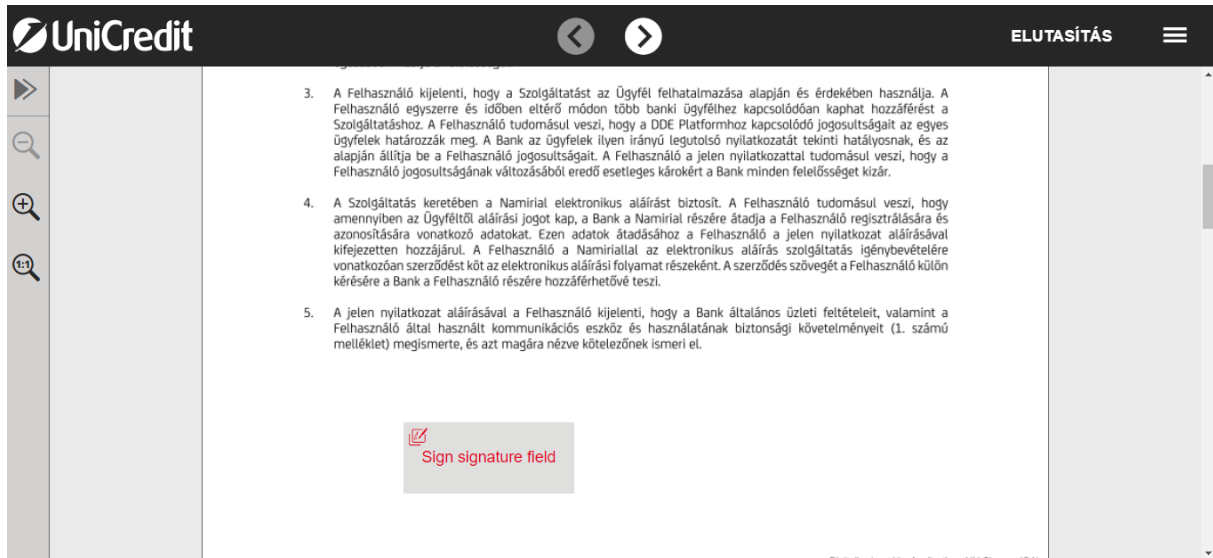 UniCredit
ELUTASÍTÁS
3. A Felhasználó kijelenti, hogy a Szolgáltatást az Ügyfél felhatalmazása alapján és érdekében használja. A
Felhasználó egyszerre és időben eltérő módon több banki ügyfélhez kapcsolódóan kaphat hozzáférést a
Szolgáltatáshoz. A Felhasználó tudomásul veszi, hogy a DDE Platformhoz kapcsolódó jogosultságait az egyes
ügyfelek határozzák meg. A Bank az ügyfelek ilyen irányú legutolsó nyilatkozatát tekinti hatályosnak, és az
alapján állítja be a Felhasználó jogosultságait. A Felhasználó a jelen nyilatkozattal tudomásul veszi, hogy a
Felhasználó jogosultságának változásából eredő esetleges károkért a Bank minden felelősséget kizár.
4. A Szolgáltatás keretében a Namirial elektronikus aláírást biztosít. A Felhasználó tudomásul veszi, hogy
amennyiben az Ügyféltől aláírási jogot kap, a Bank a Namirial részére átadja a Felhasználó regisztrálására és
azonosítására vonatkozó adatokat. Ezen adatok átadásához a Felhasználó a jelen nyilatkozat aláírásával
kifejezetten hozzájárul. A Felhasználó a Namiriallal az elektronikus aláírás szolgáltatás igénybevételére
vonatkozóan szerződést köt az elektronikus aláírási folyamat részeként. A szerződés szövegét a Felhasználó külön
kérésére a Bank a Felhasználó részére hozzáférhetővé teszi.
5. A jelen nyilatkozat aláírásával a Felhasználó kijelenti, hogy a Bank általános üzleti feltételeit, valamint a
Felhasználó által használt kommunikációs eszköz és használatának biztonsági követelményeit (1. számú
melléklet) megismerte, és azt magára nézve kötelezőnek ismeri el.
Sign signature field
1:1